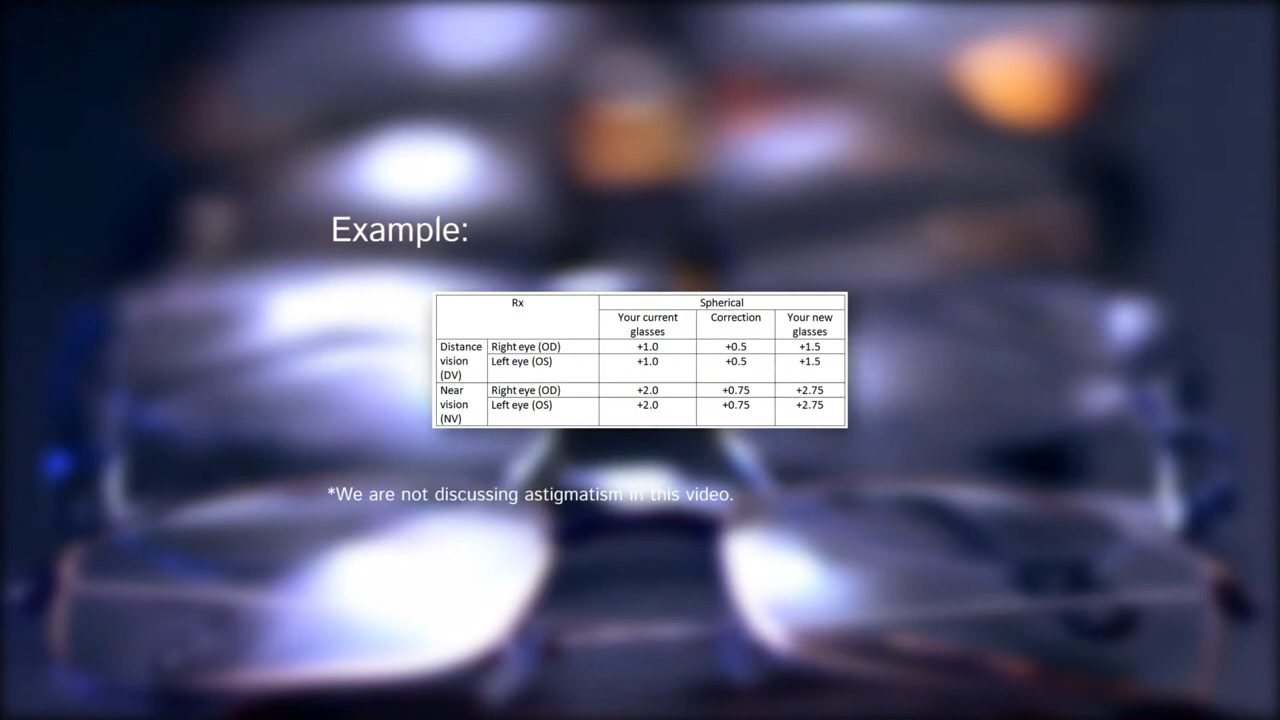 Example:
Rx Spherical
Your current glasses Correction Your new glasses
Distance vision (DV) Right eye (OD) +1.0 +0.5 +1.5
Left eye (OS) +1.0 +0.5 +1.5
Near vision (NV) Right eye (OD) +2.0 +0.75 +2.75
Left eye (OS) +2.0 +0.75 +2.75
*We are not discussing astigmatism in this video.